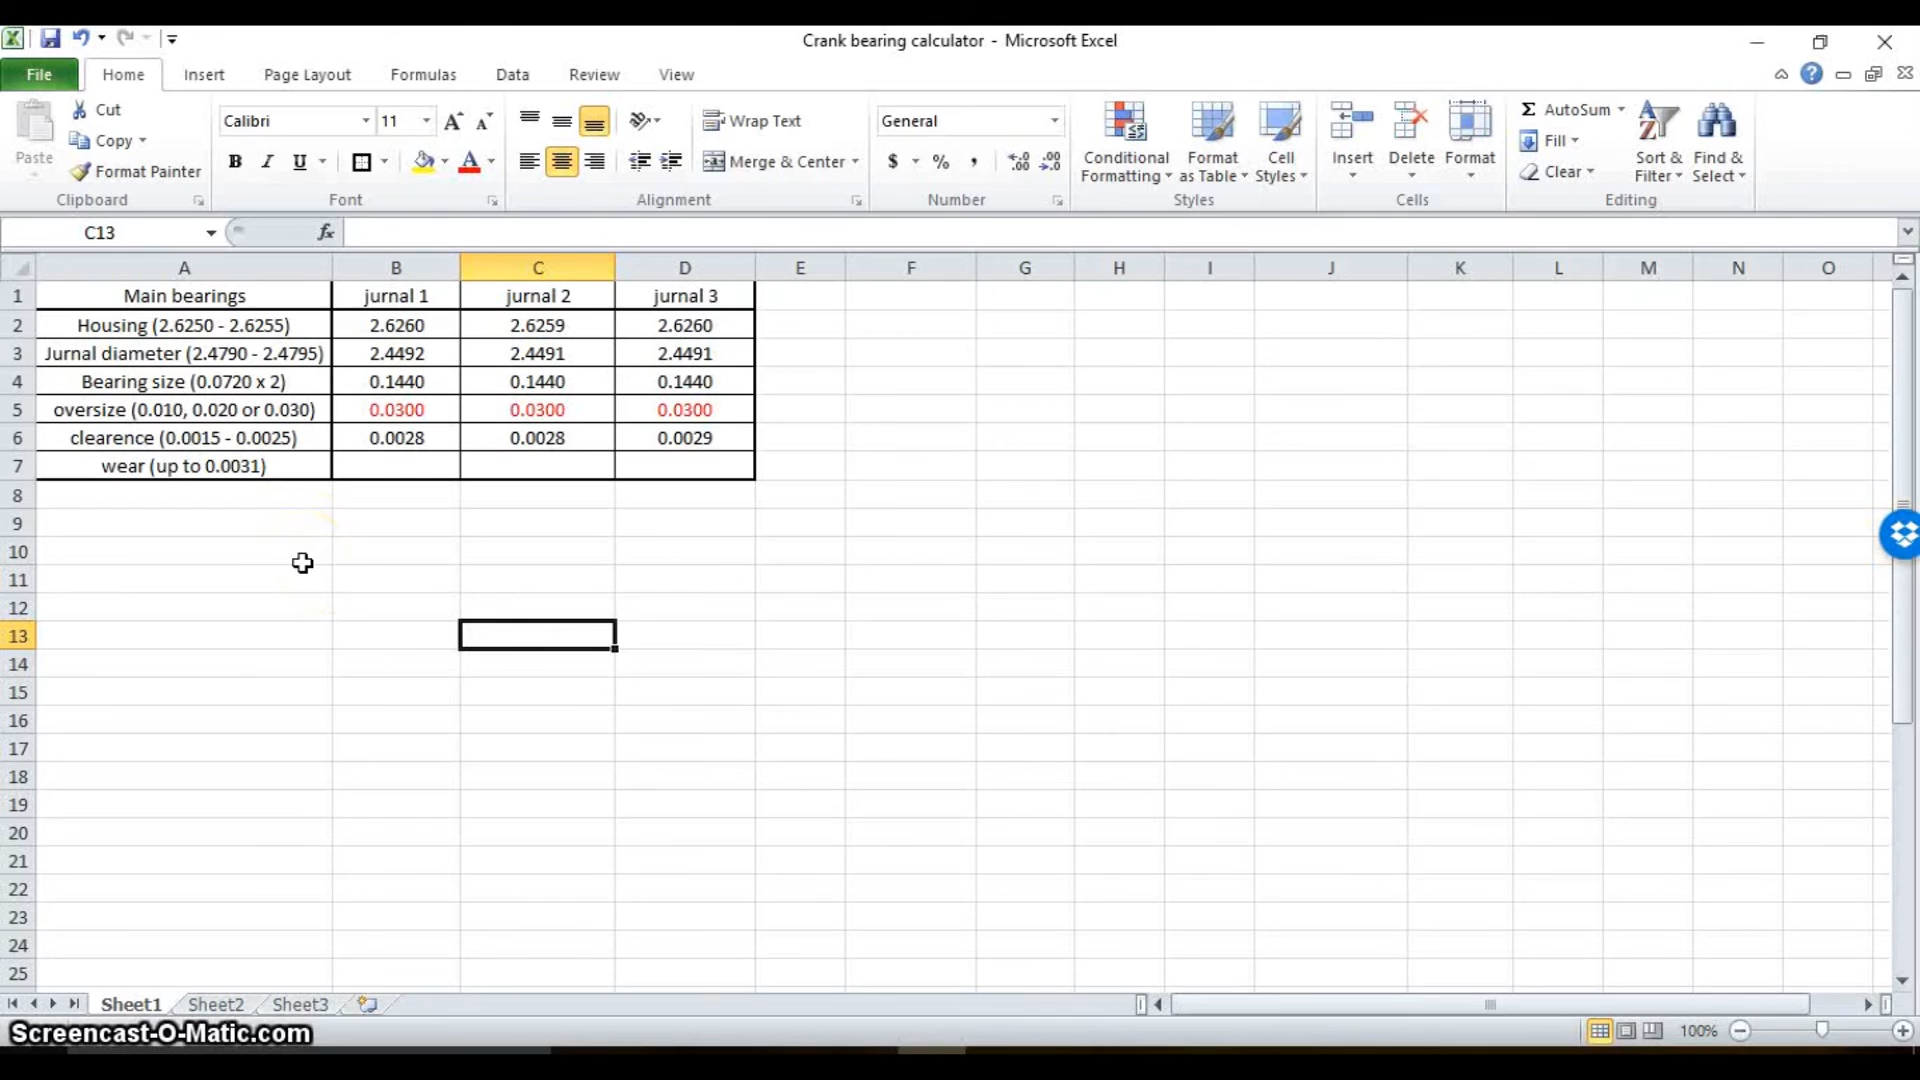 Crank bearing calculator - Microsoft Excel
File Home Insert Page Layout Formulas Data Review View
Paste
Cut
Copy
Format Painter
Clipboard
Calibri 11
B I U
Font
Wrap Text
Merge & Center
Alignment
General
$ % ,
Number
Conditional Formatting
Format as Table
Cell Styles
Styles
Insert Delete Format
Cells
AutoSum
Fill
Clear
Sort & Filter
Find & Select
Editing
C13 fx
A B C D E F G H I J K L M N O
1 Main bearings jurnal 1 jurnal 2 jurnal 3
2 Housing (2.6250 - 2.6255) 2.6260 2.6259 2.6260
3 Jurnal diameter (2.4790 - 2.4795) 2.4492 2.4491 2.4491
4 Bearing size (0.0720 x 2) 0.1440 0.1440 0.1440
5 oversize (0.010, 0.020 or 0.030) 0.0300 0.0300 0.0300
6 clearence (0.0015 - 0.0025) 0.0028 0.0028 0.0029
7 wear (up to 0.0031)
8
9
10
11
12
13
14
15
16
17
18
19
20
21
22
23
24
25
Sheet1 Sheet2 Sheet3
Screencast-O-Matic.com
100%